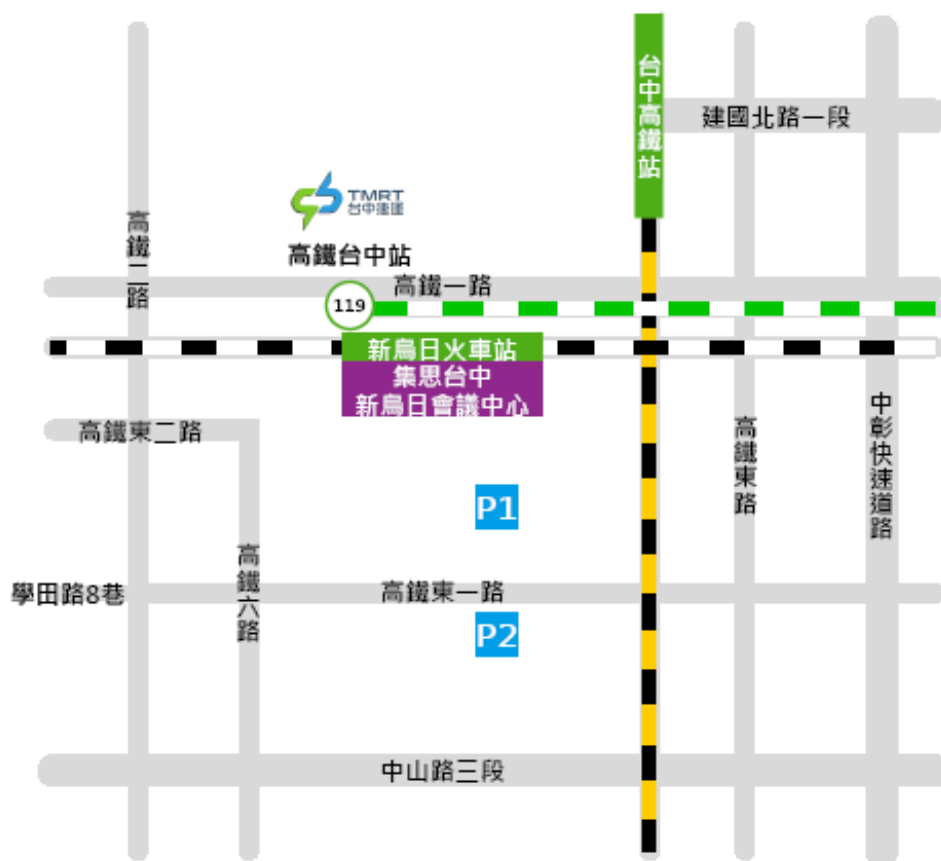 台中高鐵站
建國北路一段
TMRT
台中捷運
高鐵台中站
高鐵二路
高鐵一路
119
新烏日火車站
集思台中
新烏日會議中心
高鐵東二路
高鐵東路
中彰快速道路
P1
學田路8巷
高鐵六路
高鐵東一路
P2
中山路三段